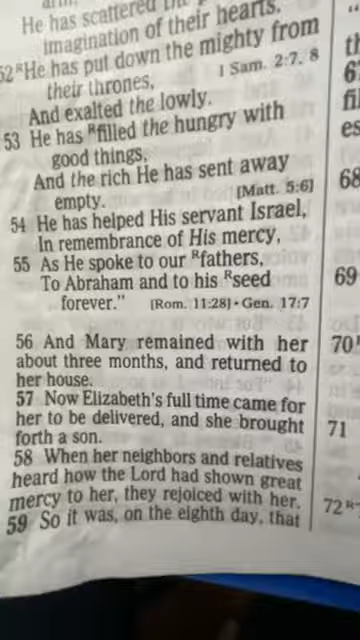 He has scattered the
imagination of their hearts.
52 ᴿHe has put down the mighty from
their thrones, 1 Sam. 2:7, 8
And exalted the lowly.
53 He has ᴿfilled the hungry with
good things,
And the rich He has sent away
empty. [Matt. 5:6]
54 He has helped His servant Israel,
In remembrance of His mercy,
55 As He spoke to our ᴿfathers,
To Abraham and to his ᴿseed
forever.” [Rom. 11:28] • Gen. 17:7
56 And Mary remained with her
about three months, and returned to
her house.
57 Now Elizabeth’s full time came for
her to be delivered, and she brought
forth a son.
58 When her neighbors and relatives
heard how the Lord had shown great
mercy to her, they rejoiced with her.
59 So it was, on the eighth day, that
68
69
70
71
72